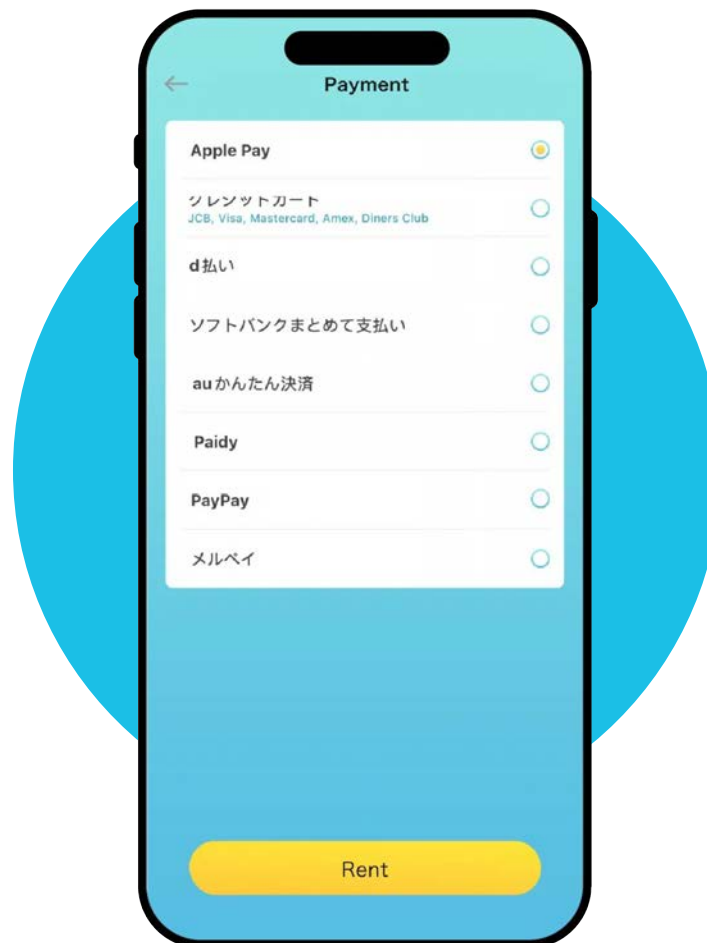 Payment
Apple Pay
クレジットカード
JCB, Visa, Mastercard, Amex, Diners Club
d払い
ソフトバンクまとめて支払い
auかんたん決済
Paidy
PayPay
メルペイ
Rent